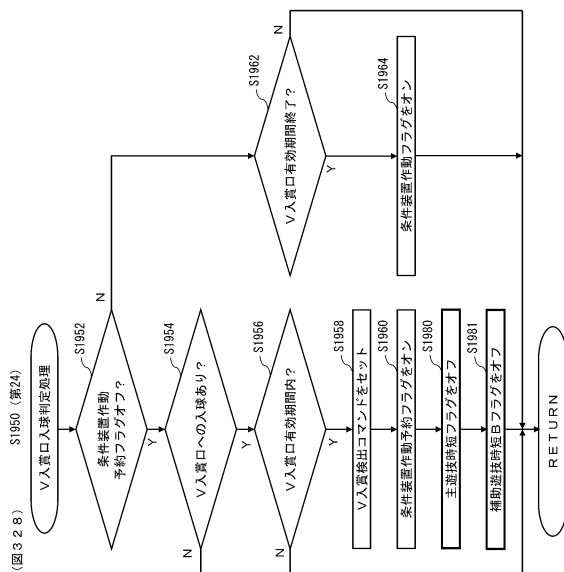 (図328)
S1950 (第24)
V入賞口入球判定処理
S1952
条件装置作動
予約フラグオフ?
N
Y
S1954
V入賞口への入球あり?
N
Y
S1956
V入賞口有効期間内?
N
Y
S1958
V入賞検出コマンドをセット
S1960
条件装置作動予約フラグをオン
S1980
主遊技時短フラグをオフ
S1981
補助遊技時短Bフラグをオフ
S1962
V入賞口有効期間終了?
N
Y
S1964
条件装置作動フラグをオン
RETURN